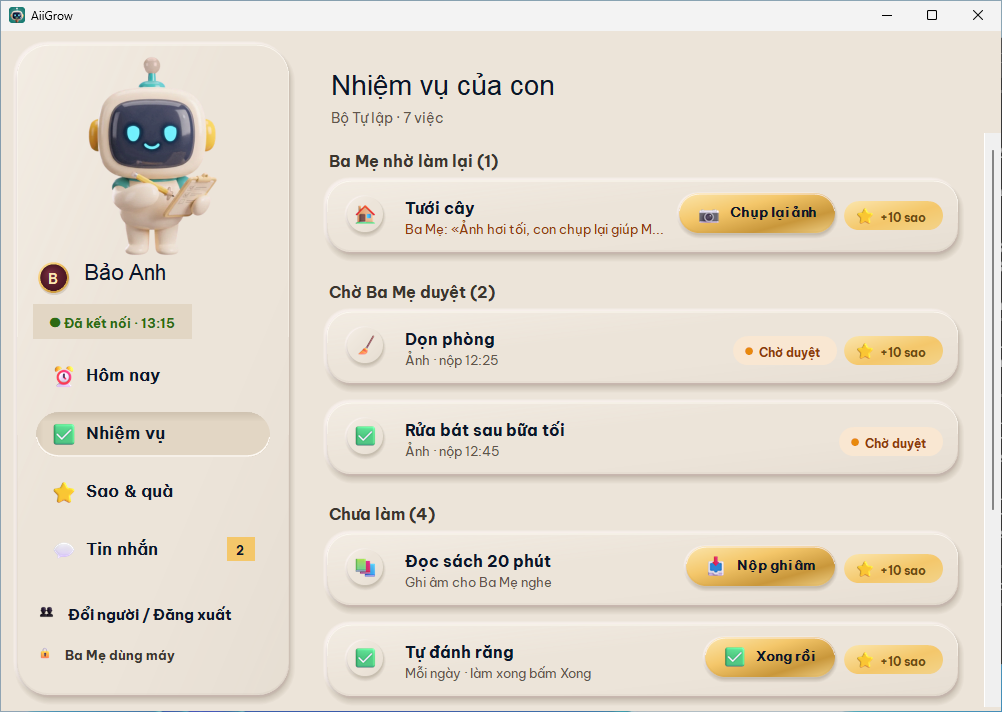 AiiGrow
B
Bảo Anh
Đã kết nối · 13:15
Hôm nay
Nhiệm vụ
Sao & quà
Tin nhắn
2
Đổi người / Đăng xuất
Ba Mẹ dùng máy
Nhiệm vụ của con
Bộ Tự lập · 7 việc
Ba Mẹ nhờ làm lại (1)
Tưới cây
Ba Mẹ: «Ảnh hơi tối, con chụp lại giúp M...
Chụp lại ảnh
+10 sao
Chờ Ba Mẹ duyệt (2)
Dọn phòng
Ảnh · nộp 12:25
Chờ duyệt
+10 sao
Rửa bát sau bữa tối
Ảnh · nộp 12:45
Chờ duyệt
Chưa làm (4)
Đọc sách 20 phút
Ghi âm cho Ba Mẹ nghe
Nộp ghi âm
+10 sao
Tự đánh răng
Mỗi ngày · làm xong bấm Xong
Xong rồi
+10 sao